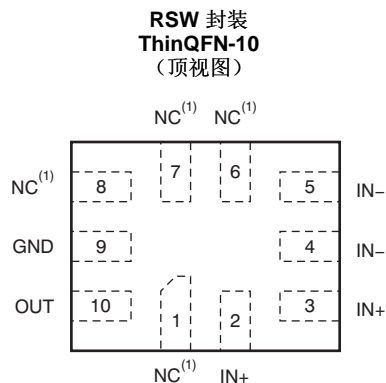 RSW 封装
ThinQFN-10
（顶视图）
NC(1) NC(1)
7 6
NC(1) 8 5 IN–
GND 9 4 IN–
OUT 10 3 IN+
1 2
NC(1) IN+